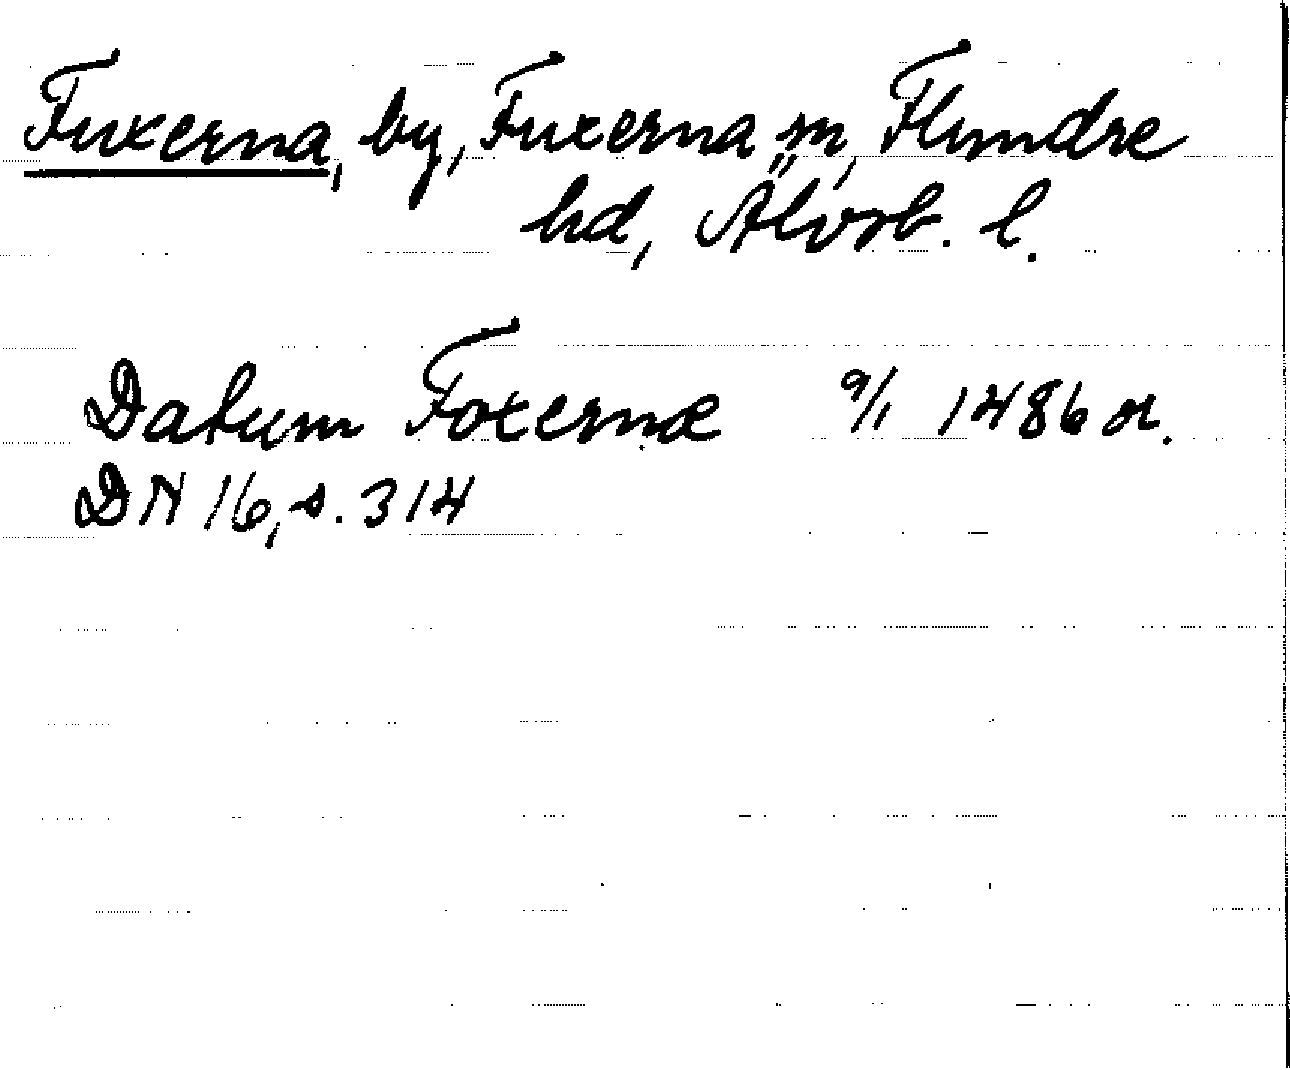 Fuxerna, by, Fuxerna sn, Flundre
hd, Älvsb. l.
Datum Foxernæ 9/1 1486 or.
DN 16, s. 314